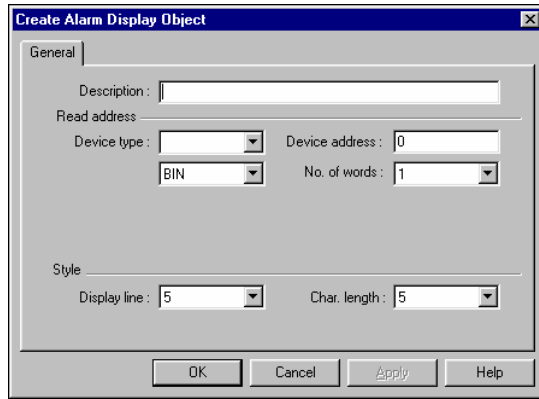 Create Alarm Display Object
General
Description :
Read address
Device type : Device address : 0
BIN No. of words : 1
Style
Display line : 5 Char. length : 5
OK Cancel Apply Help